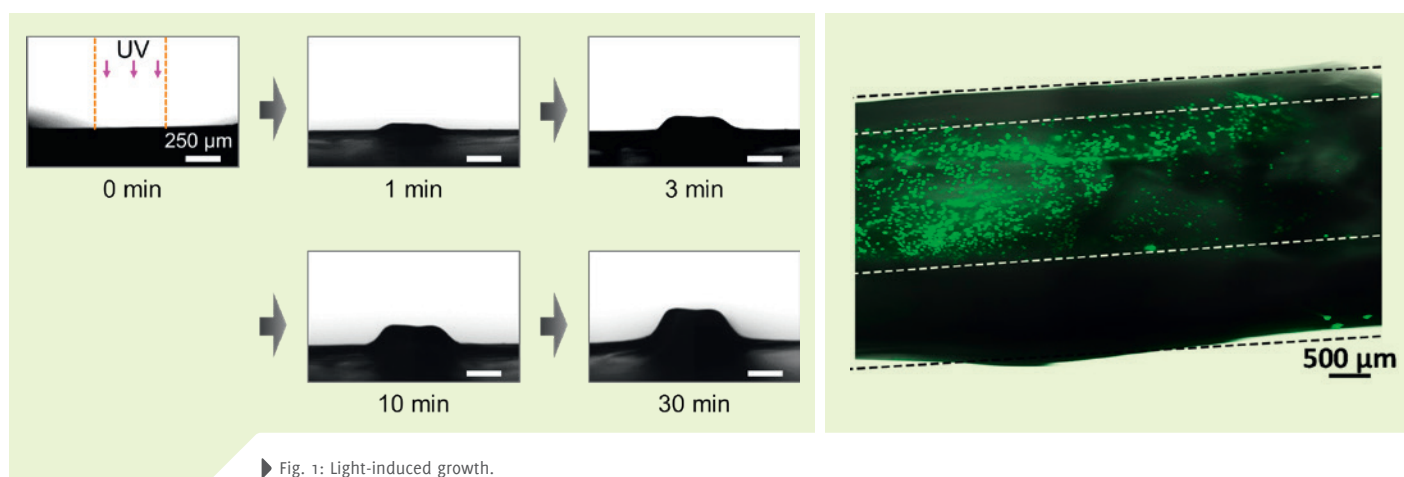 UV
250 µm
0 min
1 min
3 min
10 min
30 min
500 µm
Fig. 1: Light-induced growth.